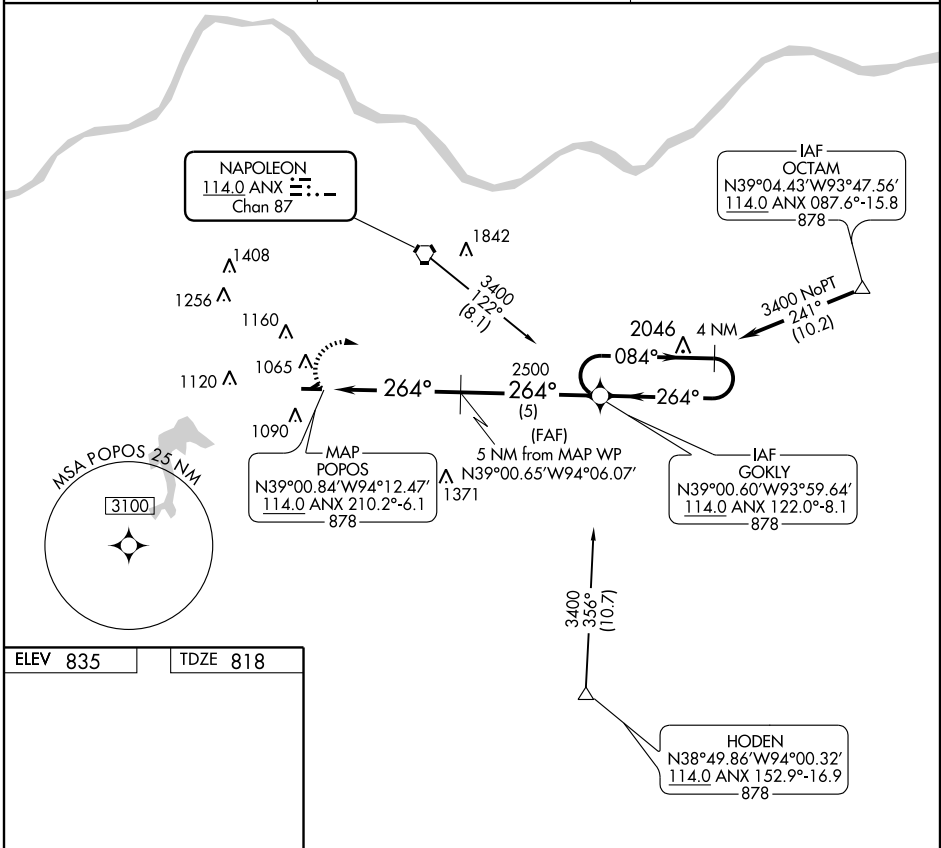 NAPOLEON
114.0 ANX
Chan 87
IAF
OCTAM
N39°04.43'W93°47.56'
114.0 ANX 087.6°-15.8
878
1842
1408
1256
1160
1065
1120
1090
3400
122°
(8.1)
3400 NoPT
241°
(10.2)
2046
4 NM
084°
264°
2500
264°
(5)
264°
(FAF)
5 NM from MAP WP
N39°00.65'W94°06.07'
1371
MAP
POPOS
N39°00.84'W94°12.47'
114.0 ANX 210.2°-6.1
878
IAF
GOKLY
N39°00.60'W93°59.64'
114.0 ANX 122.0°-8.1
878
MSA POPOS 25 NM
3100
3400
356°
(10.7)
HODEN
N38°49.86'W94°00.32'
114.0 ANX 152.9°-16.9
878
ELEV 835
TDZE 818